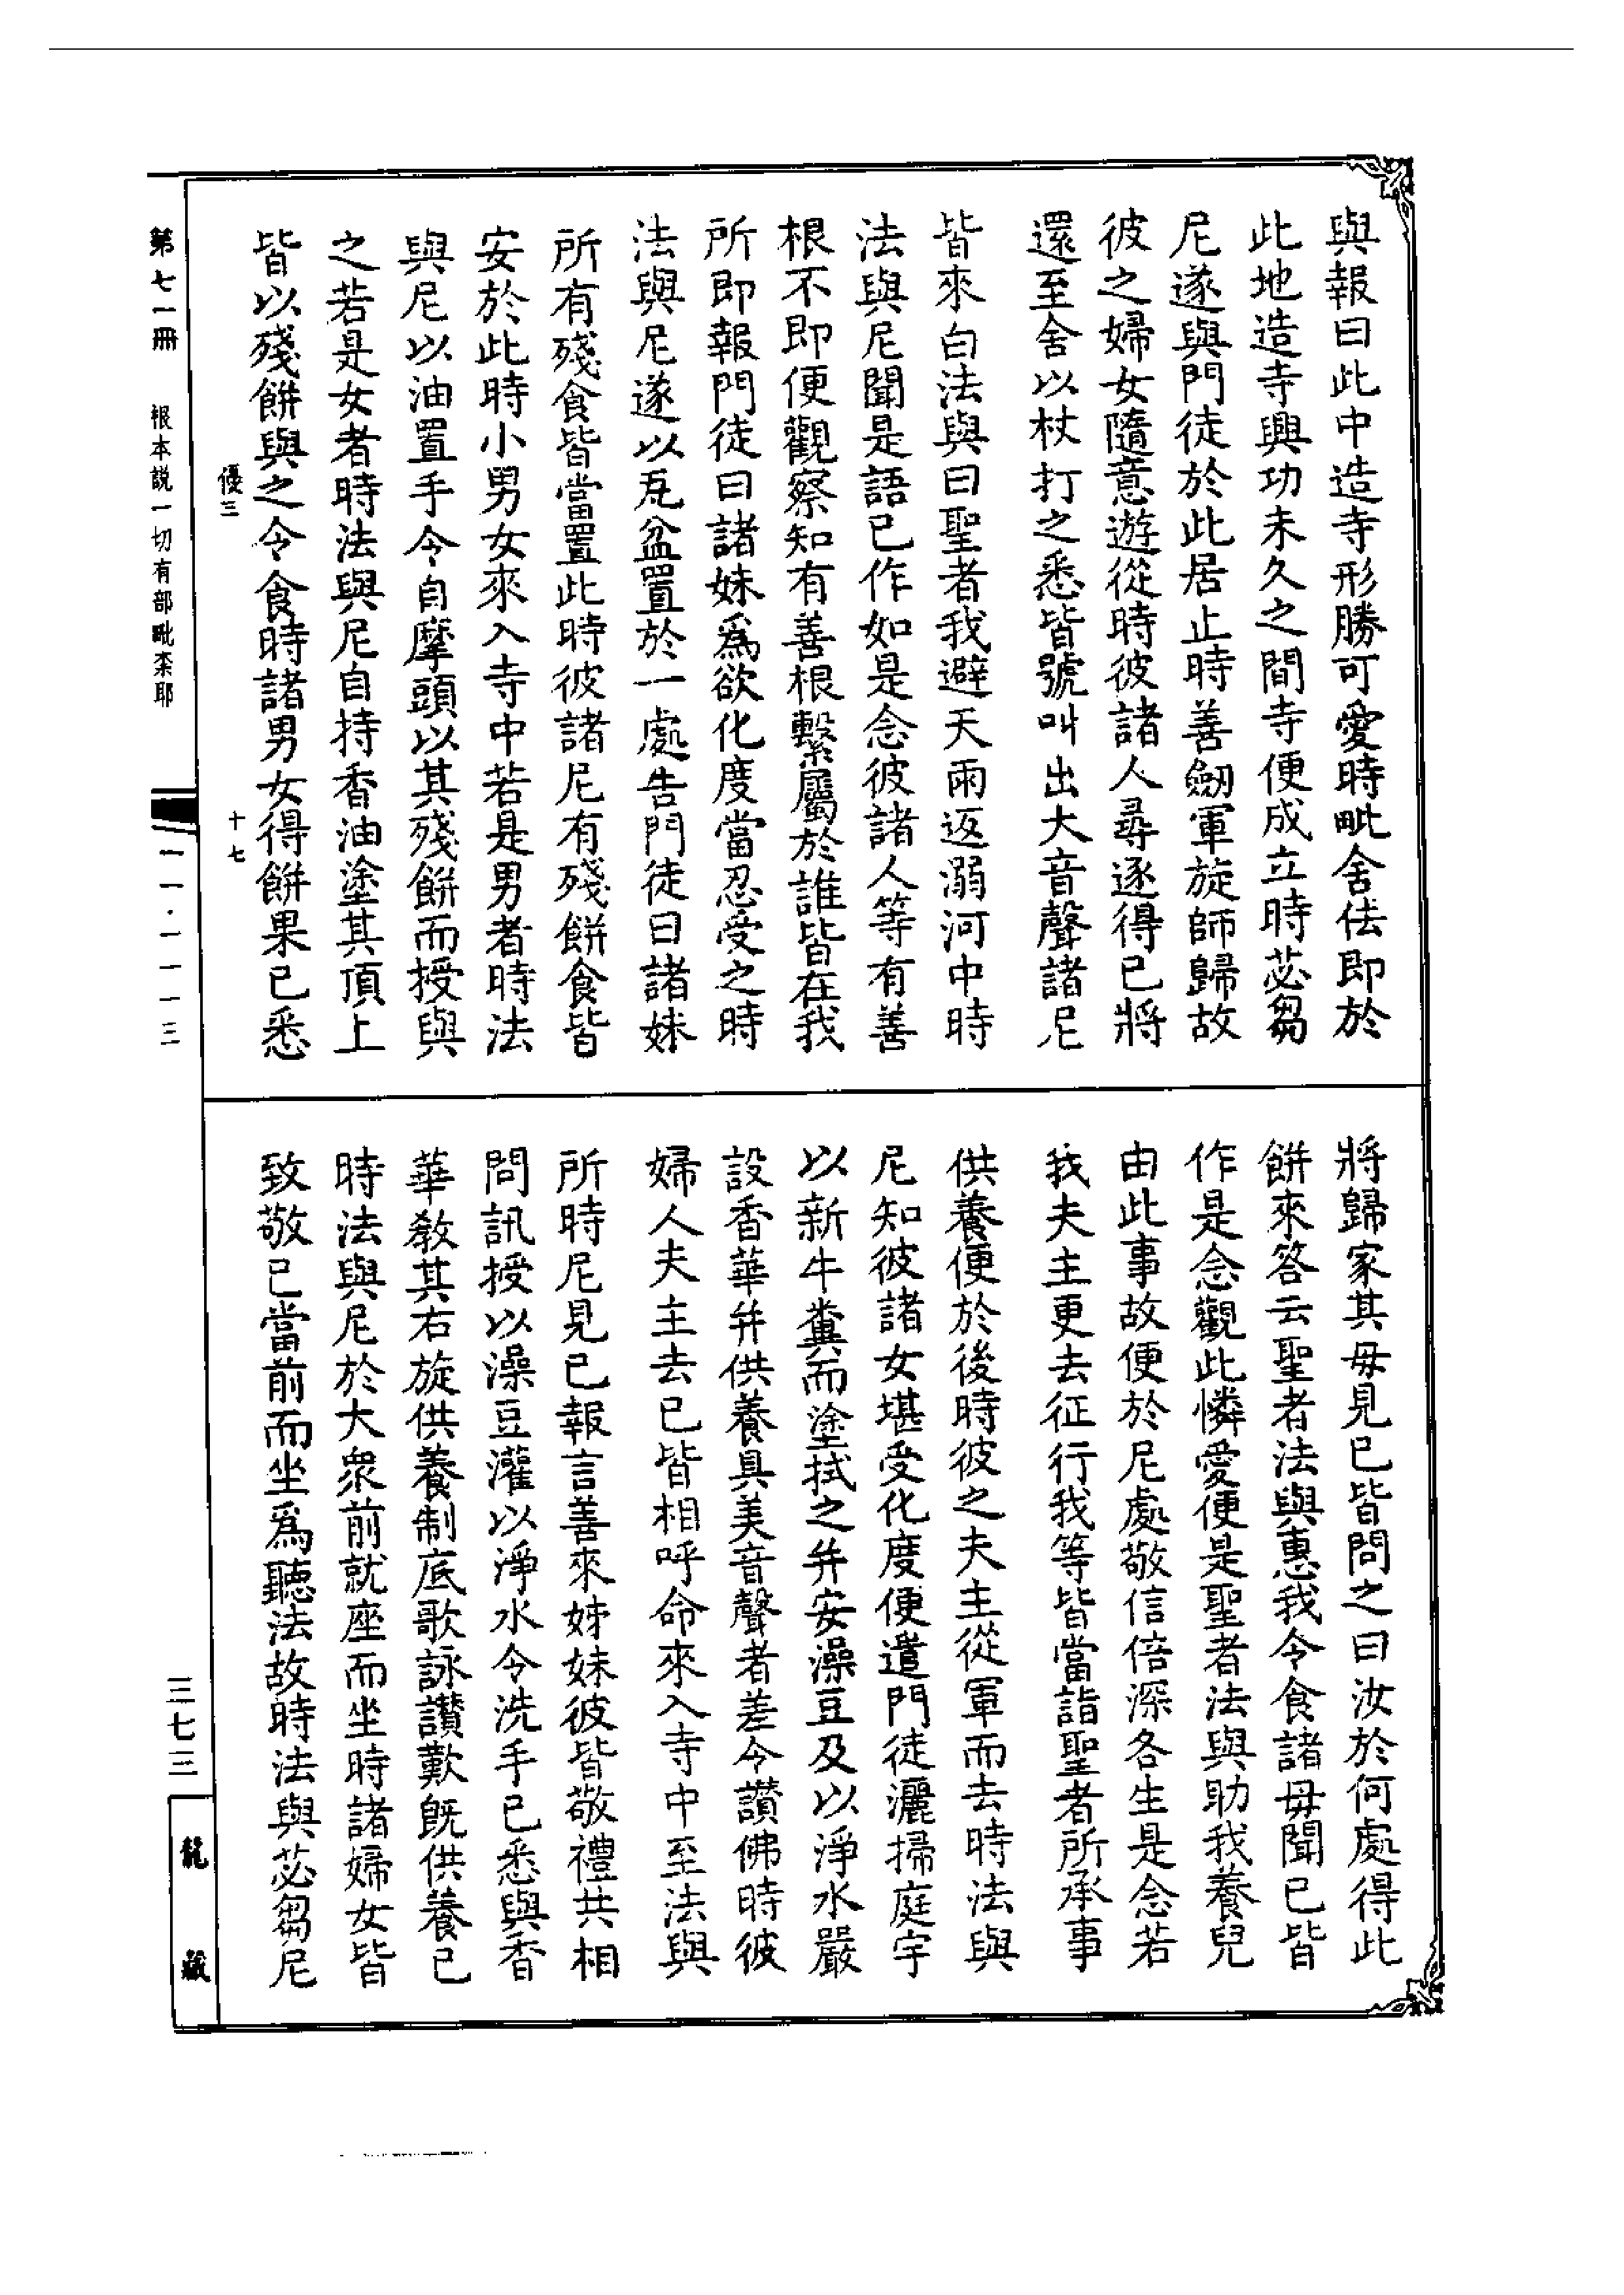 與報曰此中造寺形勝可愛時毗舍佉即於
此地造寺興功未久之間寺便成立時苾芻
尼遂與門徒於此居止時善劒軍旋師歸故
彼之婦女隨意遊從時彼諸人尋逐得已將
還至舍以杖打之悉皆號叫出大音聲諸尼
皆來白法與曰聖者我避天雨返溺河中時
法與尼聞是語已作如是念彼諸人等有善
根不即便觀察知有善根繫屬於誰皆在我
所即報門徒曰諸妹爲欲化度當忍受之時
法與尼遂以瓦盆置於一處告門徒曰諸妹
所有殘食皆當置此時彼諸尼有殘餅食皆
安於此時小男女來入寺中若是男者時法
與尼以油置手令自摩頭以其殘餅而授與
之若是女者時法與尼自持香油塗其頂上
皆以殘餅與之令食時諸男女得餅果已悉
優三
十七
將歸家其毋見已皆問之曰汝於何處得此
餅來答云聖者法與惠我令食諸毋聞已皆
作是念觀此憐愛便是聖者法與助我養兒
由此事故便於尼處敬信倍深各生是念若
我夫主更去征行我等皆當詣聖者所承事
供養便於後時彼之夫主從軍而去時法與
尼知彼諸女堪受化度便遣門徒灑掃庭宇
以新牛糞而塗拭之并安澡豆及以淨水嚴
設香華并供養具美音聲者差令讚佛時彼
婦人夫主去已皆相呼命來入寺中至法與
所時尼見已報言善來姊妹彼皆敬禮共相
問訊授以澡豆灌以淨水令洗手已悉與香
華教其右旋供養制底歌詠讚歎既供養已
時法與尼於大衆前就座而坐時諸婦女皆
致敬已當前而坐爲聽法故時法與苾芻尼
第七一冊
根本説一切有部毗柰耶
一一·一一一三
三七三
龍藏